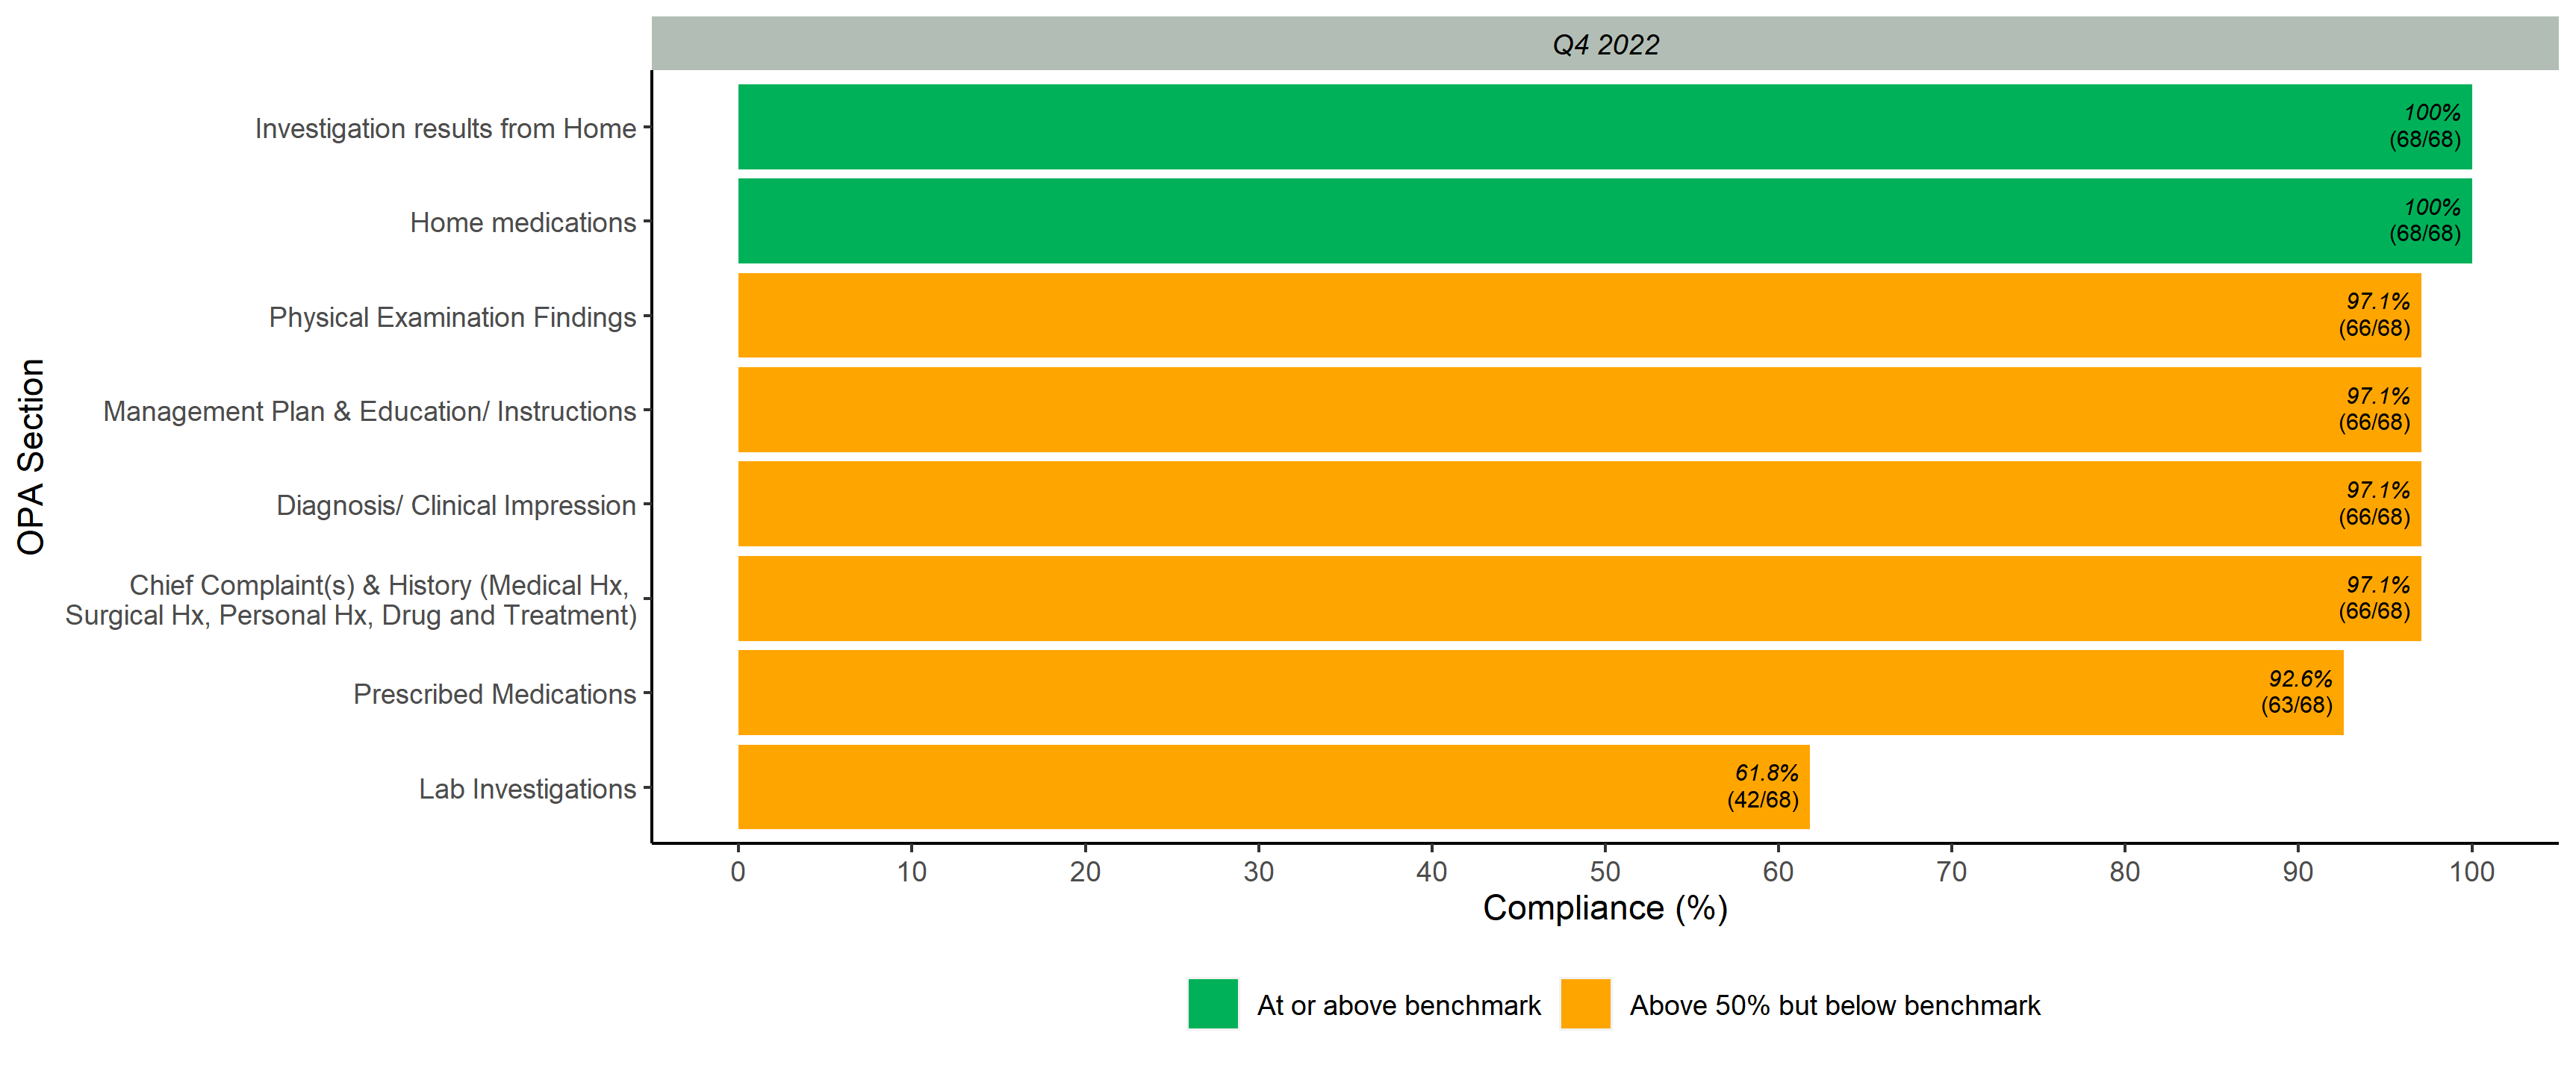 Q4 2022
OPA Section
Investigation results from Home
100%
(68/68)
Home medications
100%
(68/68)
Physical Examination Findings
97.1%
(66/68)
Management Plan & Education/ Instructions
97.1%
(66/68)
Diagnosis/ Clinical Impression
97.1%
(66/68)
Chief Complaint(s) & History (Medical Hx,
Surgical Hx, Personal Hx, Drug and Treatment)
97.1%
(66/68)
Prescribed Medications
92.6%
(63/68)
Lab Investigations
61.8%
(42/68)
0 10 20 30 40 50 60 70 80 90 100
Compliance (%)
At or above benchmark
Above 50% but below benchmark